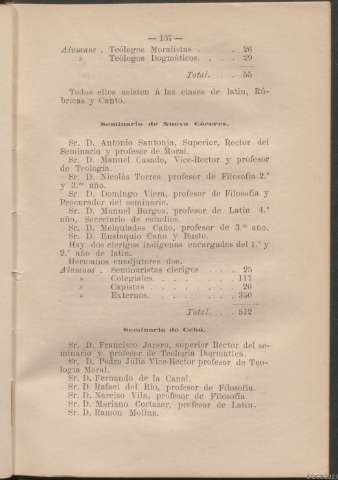 — 137 —
Alumnos . Teólogos Moralistas . . . 26
» Teólogos Dogmáticos. . . . 29
Total. . . . 55
Todos ellos asisten á las clases de latin, Rú-
bricas y Canto.
Seminario de Nueva Cáceres.
Sr. D. Antonio Santonja, Superior, Rector del
Seminario y profesor de Moral.
Sr. D. Manuel Casado, Vice-Rector y profesor
de Teología.
Sr. D. Nicolás Torres profesor de Filosofía 2.º
y 3.er año.
Sr. D. Domingo Viera, profesor de Filosofía y
Procurador del seminario.
Sr. D. Manuel Burgos, profesor de Latin 4.º
año, Secretario de estudios.
Sr. D. Melquiades Cano, profesor de 3.er año.
Sr. D. Eustaquio Cano y Busto.
Hay dos clerigos indígenas encargados del 1.º y
2.º año de latin.
Hermanos coadjutores dos.
Alumnos . Seminaristas clerigos . . . . 25
» Colegiales. . . . . . 117
» Capistas . . . . . . 20
» Externos. . . . . . 350
Total. . . . 512
Seminario de Cebú.
Sr. D. Francisco Jarero, superior Rector del se-
minario y profesor de Teología Dogmática.
Sr. D. Pedro Juliá Vice-Rector profesor de Teo-
logia Moral.
Sr. D. Fernando de la Canal.
Sr. D. Rafael del Rio, profesor de Filosofía.
Sr. D. Narciso Vila, profesor de Filosofía.
Sr. D. Mariano Cortazar, profesor de Latin.
Sr. D. Ramon Molina.